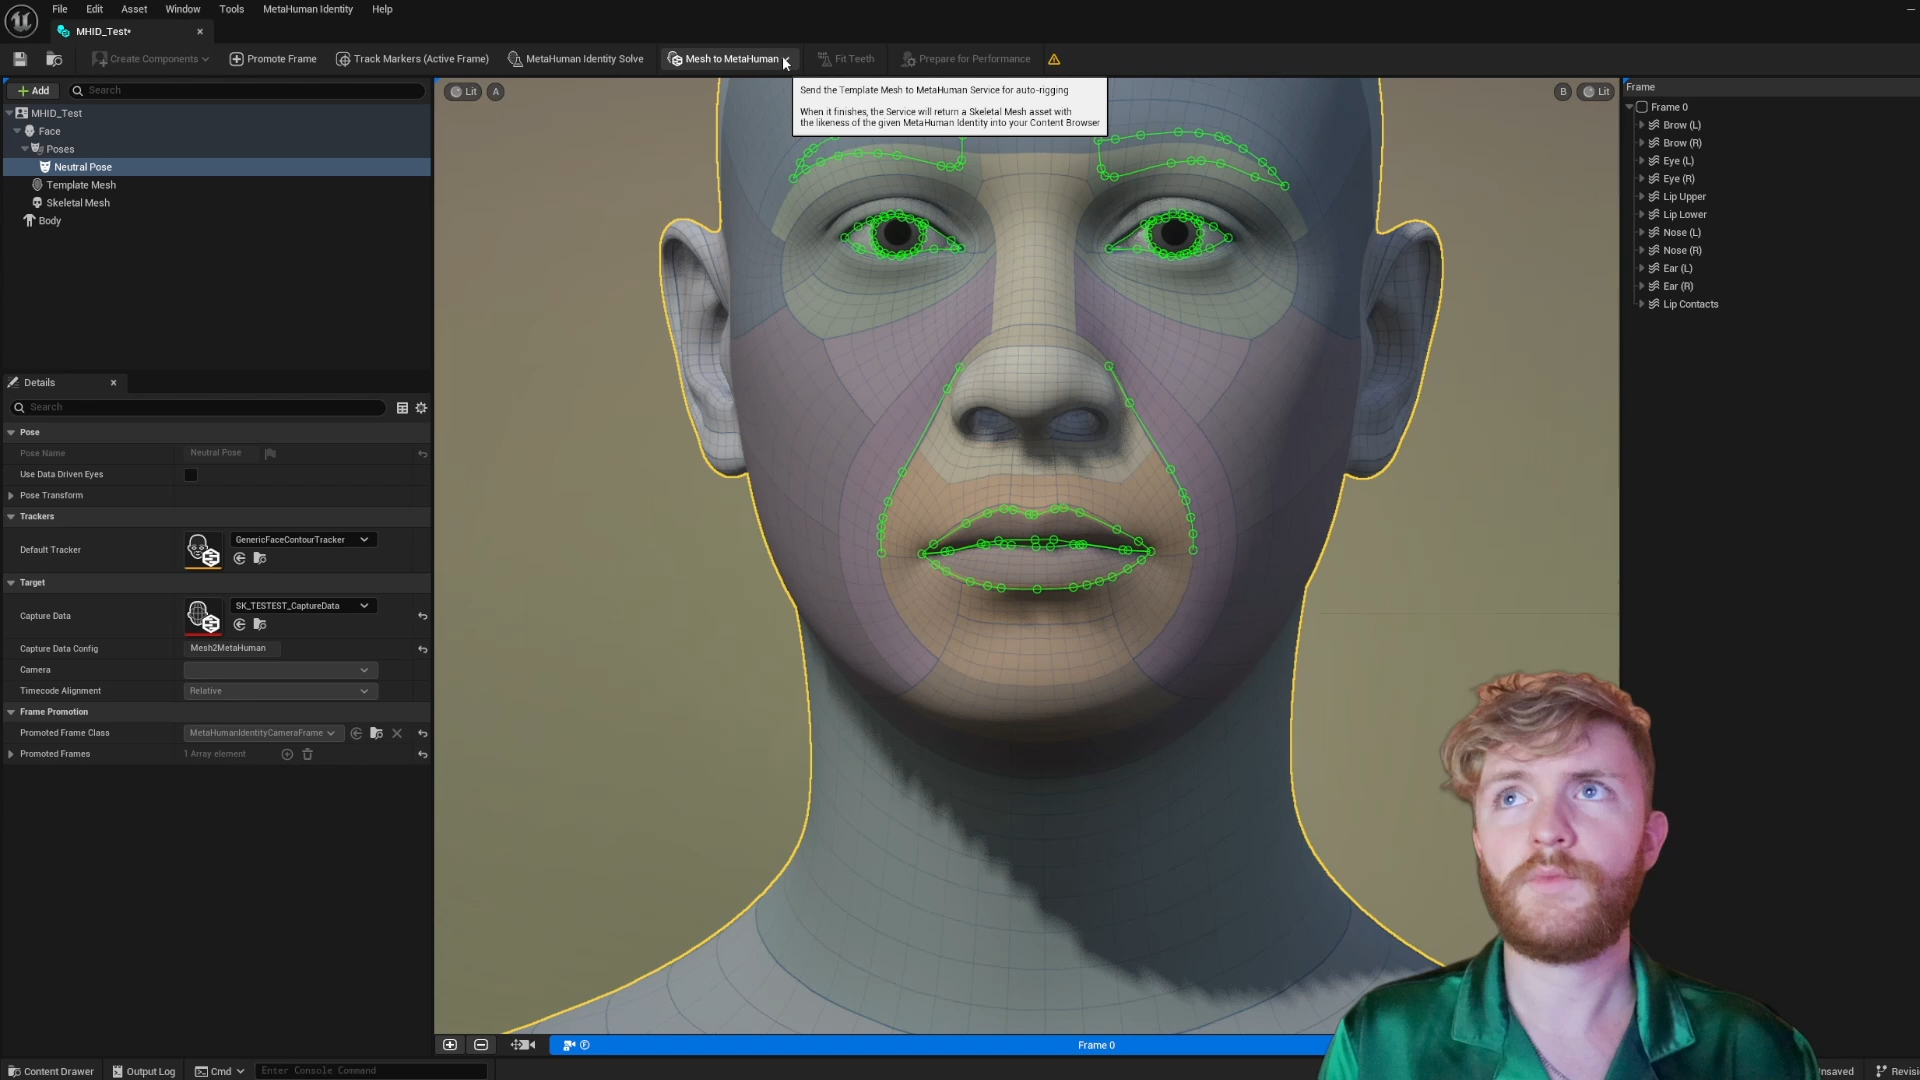 File Edit Asset Window Tools MetaHuman Identity Help
MHID_Test*
Create Components Promote Frame Track Markers (Active Frame) MetaHuman Identity Solve Mesh to MetaHuman Fit Teeth Prepare for Performance
Send the Template Mesh to MetaHuman Service for auto-rigging
When it finishes, the Service will return a Skeletal Mesh asset with
the likeness of the given MetaHuman Identity into your Content Browser
Add Search
MHID_Test
Face
Poses
Neutral Pose
Template Mesh
Skeletal Mesh
Body
Lit A
B Lit
Frame
Frame 0
Brow (L)
Brow (R)
Eye (L)
Eye (R)
Lip Upper
Lip Lower
Nose (L)
Nose (R)
Ear (L)
Ear (R)
Lip Contacts
Details
Search
Pose
Pose Name Neutral Pose
Use Data Driven Eyes
Pose Transform
Trackers
Default Tracker GenericFaceContourTracker
Target
Capture Data SK_TESTEST_CaptureData
Capture Data Config Mesh2MetaHuman
Camera
Timecode Alignment Relative
Frame Promotion
Promoted Frame Class MetaHumanIdentityCameraFrame
Promoted Frames 1 Array element
Frame 0
Content Drawer Output Log Cmd Enter Console Command